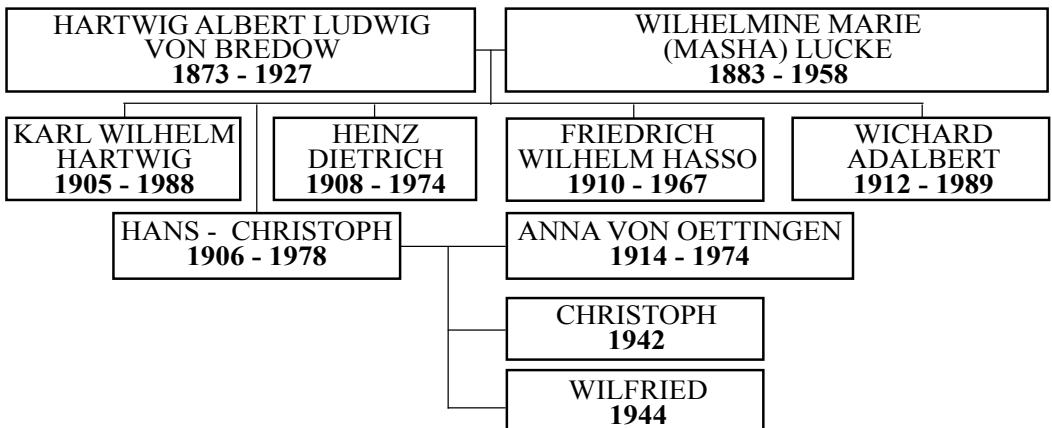 HARTWIG ALBERT LUDWIG
VON BREDOW
1873 - 1927
WILHELMINE MARIE
(MASHA) LUCKE
1883 - 1958
KARL WILHELM
HARTWIG
1905 - 1988
HEINZ
DIETRICH
1908 - 1974
FRIEDRICH
WILHELM HASSO
1910 - 1967
WICHARD
ADALBERT
1912 - 1989
HANS - CHRISTOPH
1906 - 1978
ANNA VON OETTINGEN
1914 - 1974
CHRISTOPH
1942
WILFRIED
1944